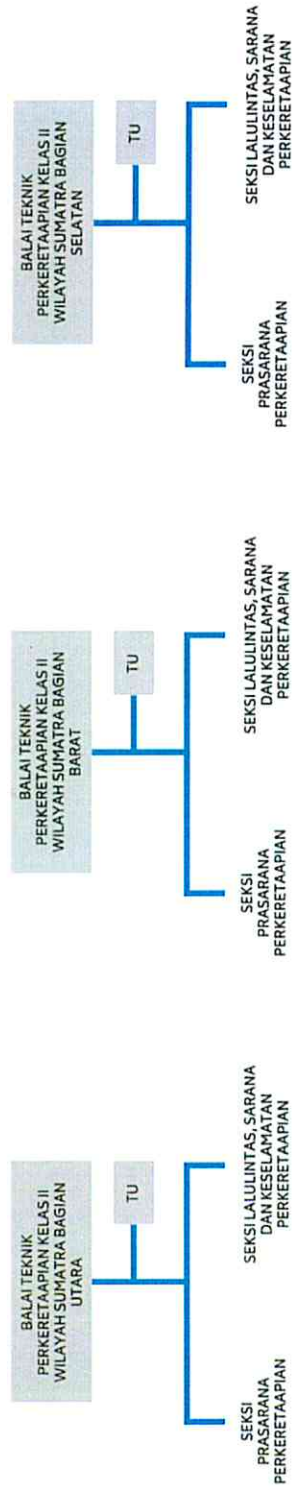 BALAI TEKNIK
PERKERETAAPIAN KELAS II
WILAYAH SUMATRA BAGIAN
UTARA
TU
SEKSI
PRASARANA
PERKERETAAPIAN
SEKSI LALULINTAS, SARANA
DAN KESELAMATAN
PERKERETAAPIAN
BALAI TEKNIK
PERKERETAAPIAN KELAS II
WILAYAH SUMATRA BAGIAN
BARAT
TU
SEKSI
PRASARANA
PERKERETAAPIAN
SEKSI LALULINTAS, SARANA
DAN KESELAMATAN
PERKERETAAPIAN
BALAI TEKNIK
PERKERETAAPIAN KELAS II
WILAYAH SUMATRA BAGIAN
SELATAN
TU
SEKSI
PRASARANA
PERKERETAAPIAN
SEKSI LALULINTAS, SARANA
DAN KESELAMATAN
PERKERETAAPIAN